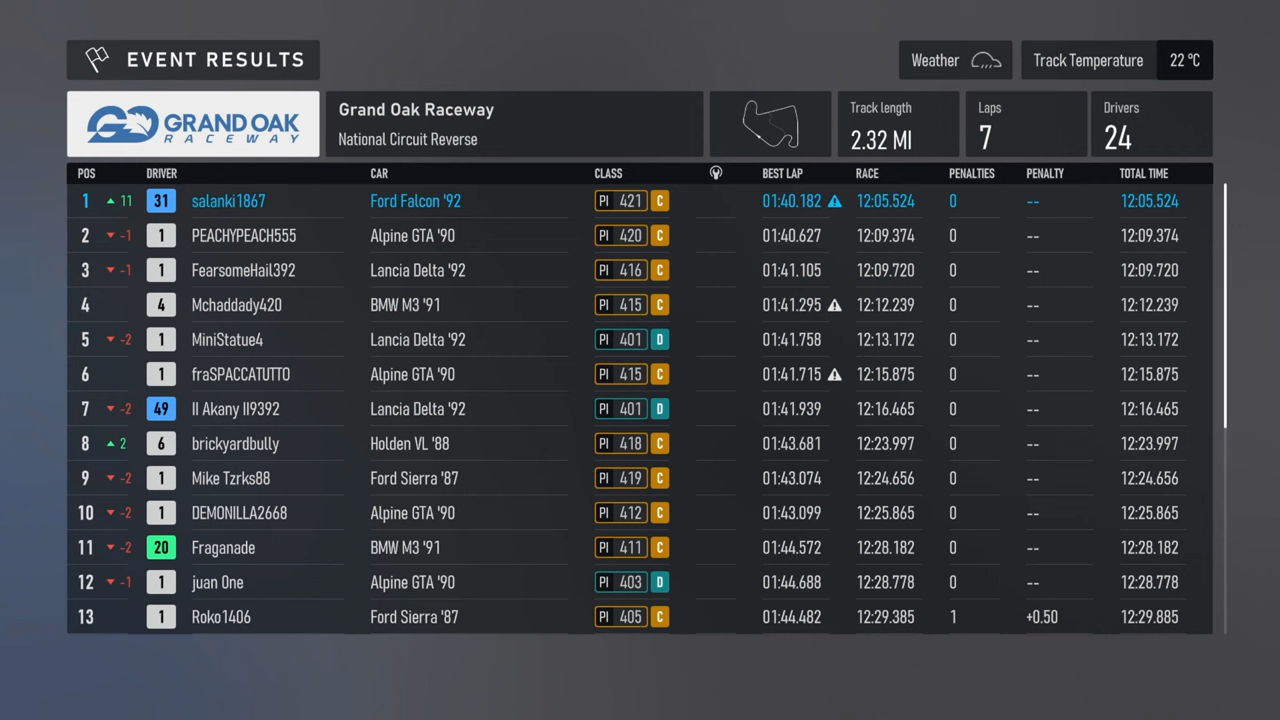 EVENT RESULTS
Weather
Track Temperature 22 ºC
GRAND OAK
RACEWAY
Grand Oak Raceway
National Circuit Reverse
Track length
2.32 MI
Laps
7
Drivers
24
POS DRIVER CAR CLASS BEST LAP RACE PENALTIES PENALTY TOTAL TIME
1 11 31 salanki1867 Ford Falcon '92 PI 421 C 01:40.182 12:05.524 0 -- 12:05.524
2 -1 1 PEACHYPEACH555 Alpine GTA '90 PI 420 C 01:40.627 12:09.374 0 -- 12:09.374
3 -1 1 FearsomeHail392 Lancia Delta '92 PI 416 C 01:41.105 12:09.720 0 -- 12:09.720
4 4 Mchaddady420 BMW M3 '91 PI 415 C 01:41.295 12:12.239 0 -- 12:12.239
5 -2 1 MiniStatue4 Lancia Delta '92 PI 401 D 01:41.758 12:13.172 0 -- 12:13.172
6 1 fraSPACCATUTTO Alpine GTA '90 PI 415 C 01:41.715 12:15.875 0 -- 12:15.875
7 -2 49 II Akany II9392 Lancia Delta '92 PI 401 D 01:41.939 12:16.465 0 -- 12:16.465
8 2 6 brickyardbully Holden VL '88 PI 418 C 01:43.681 12:23.997 0 -- 12:23.997
9 -2 1 Mike Tzrks88 Ford Sierra '87 PI 419 C 01:43.074 12:24.656 0 -- 12:24.656
10 -2 1 DEMONILLA2668 Alpine GTA '90 PI 412 C 01:43.099 12:25.865 0 -- 12:25.865
11 -2 20 Fraganade BMW M3 '91 PI 411 C 01:44.572 12:28.182 0 -- 12:28.182
12 -1 1 juan One Alpine GTA '90 PI 403 D 01:44.688 12:28.778 0 -- 12:28.778
13 1 Roko1406 Ford Sierra '87 PI 405 C 01:44.482 12:29.385 1 +0.50 12:29.885